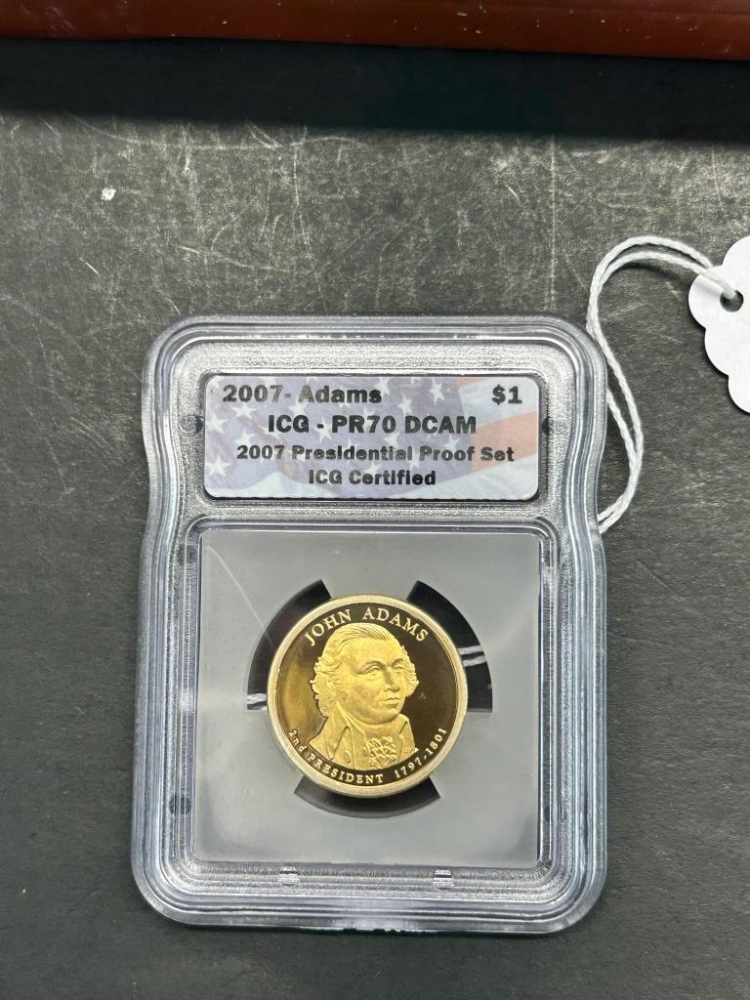 2007- Adams $1
ICG - PR70 DCAM
2007 Presidential Proof Set
ICG Certified
JOHN ADAMS
2nd PRESIDENT 1797-1801